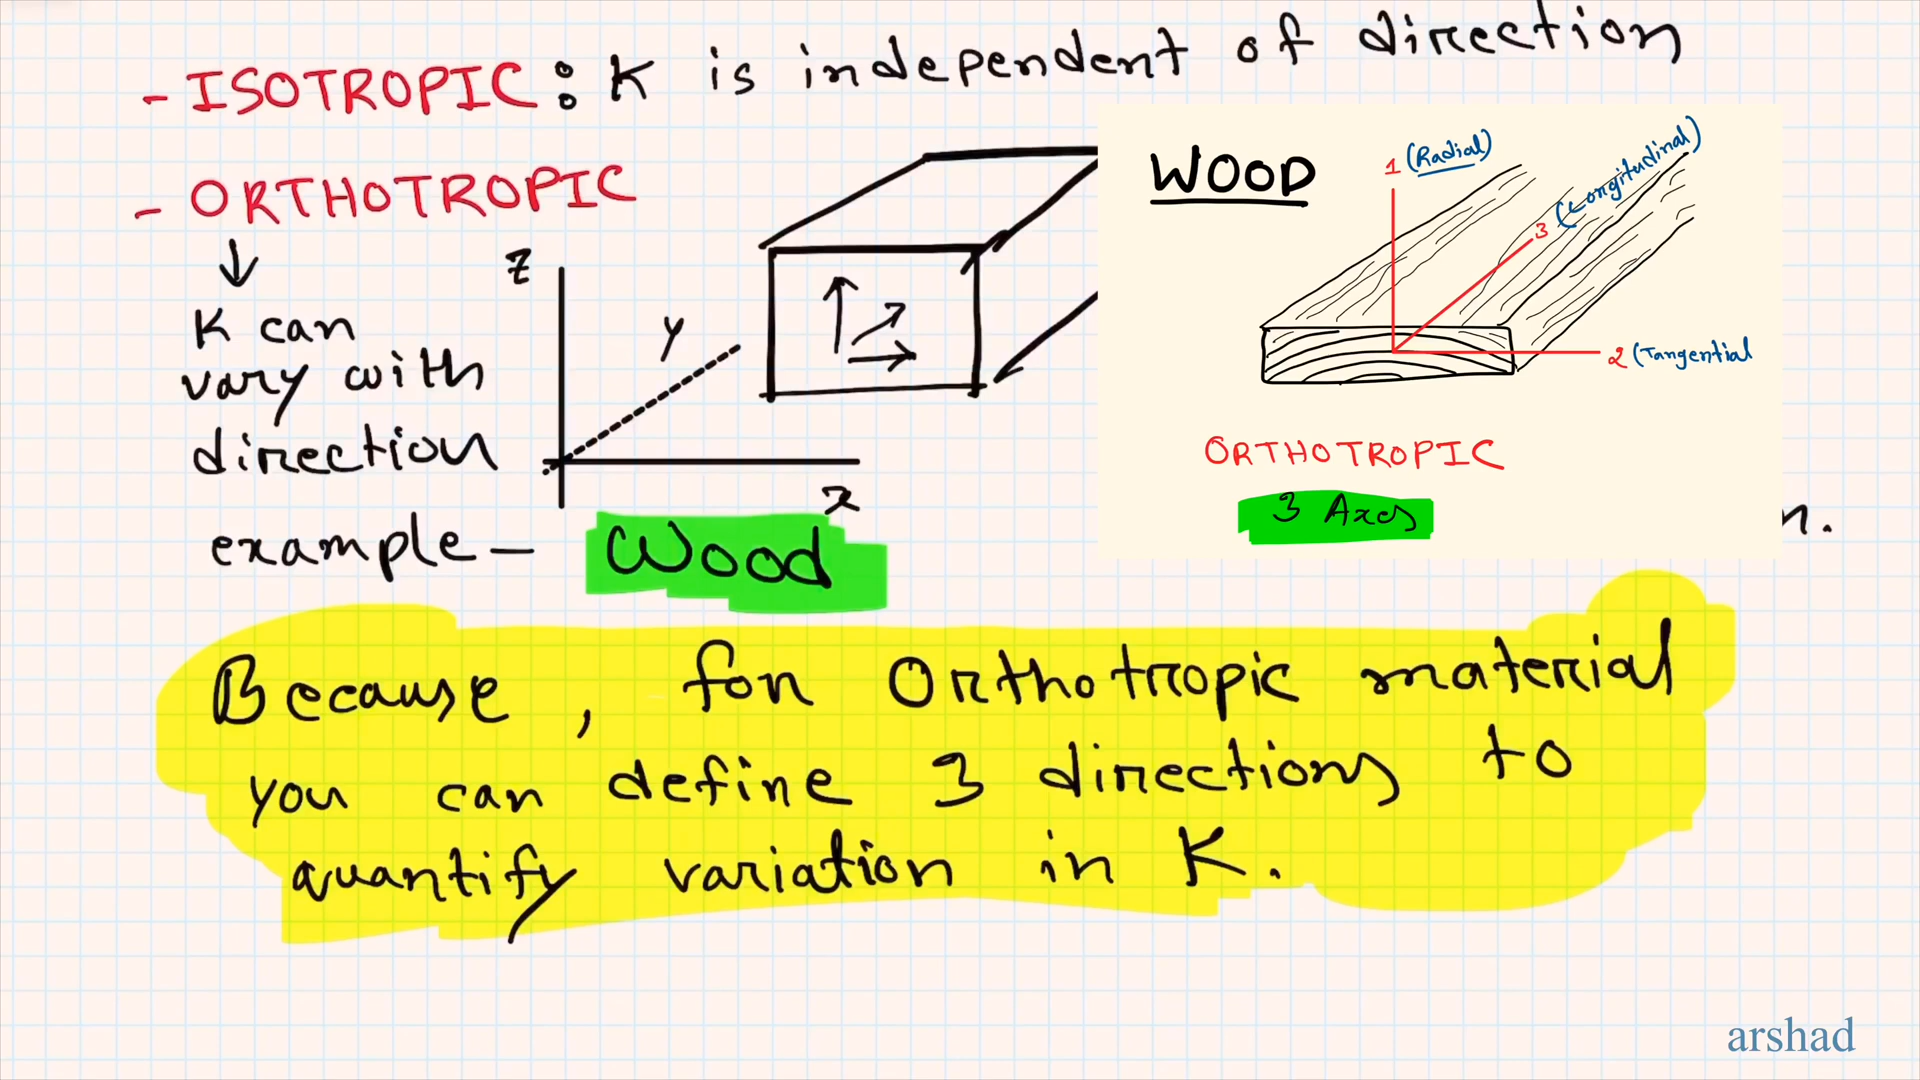 - ISOTROPIC: K is independent of direction
- ORTHOTROPIC
K can
vary with
direction
example - Wood
z
y
x
WOOD
1 (Radial)
3 (Longitudinal)
2 (Tangential
ORTHOTROPIC
3 Axes
n.
Because, for Orthotropic material
you can define 3 directions to
quantify variation in K.
arshad